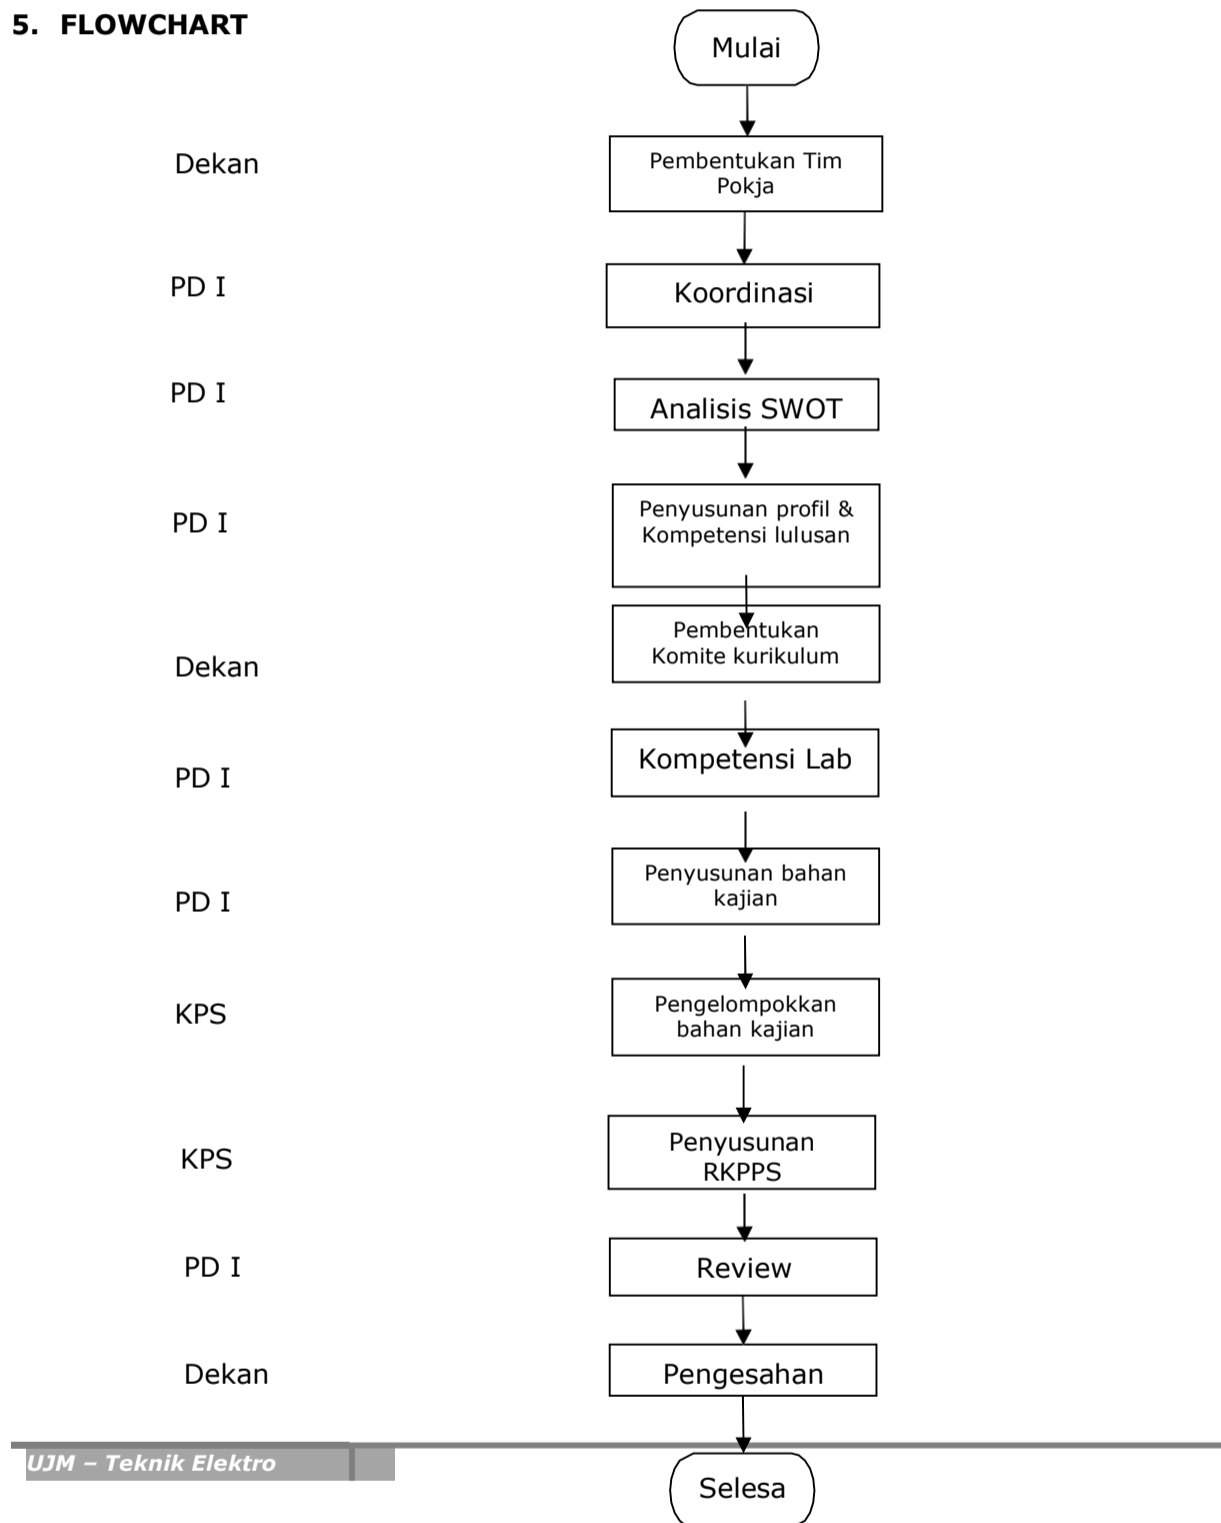 5. FLOWCHART
Mulai
Dekan
Pembentukan Tim
Pokja
PD I
Koordinasi
PD I
Analisis SWOT
PD I
Penyusunan profil &
Kompetensi lulusan
Dekan
Pembentukan
Komite kurikulum
PD I
Kompetensi Lab
PD I
Penyusunan bahan
kajian
KPS
Pengelompokkan
bahan kajian
KPS
Penyusunan
RKPPS
PD I
Review
Dekan
Pengesahan
UJM – Teknik Elektro
Selesa